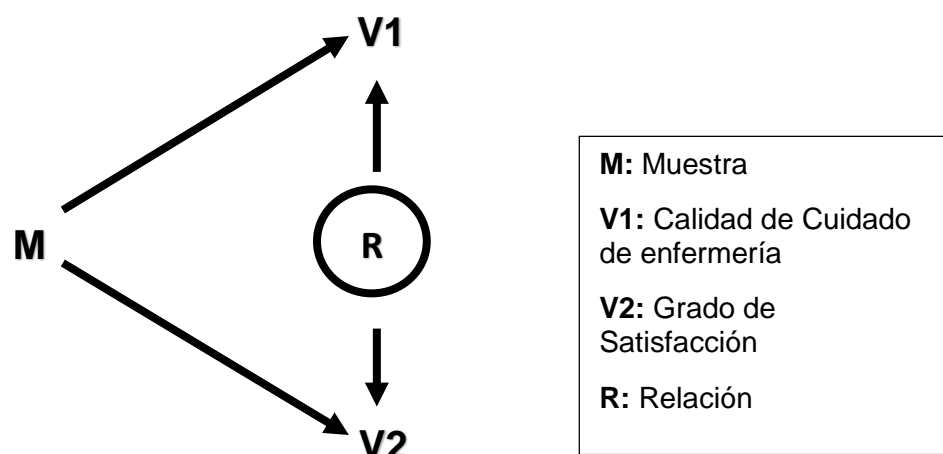 V1
M
R
V2
M: Muestra
V1: Calidad de Cuidado
de enfermería
V2: Grado de
Satisfacción
R: Relación